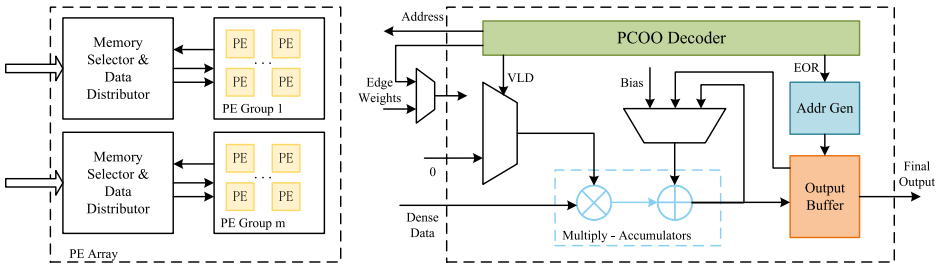 Memory
Selector &
Data
Distributor
PE PE
...
PE PE
PE Group 1
Memory
Selector &
Data
Distributor
PE PE
...
PE PE
PE Group m
PE Array
Address
PCOO Decoder
Edge
Weights
VLD
Bias
EOR
Addr Gen
0
Dense
Data
Multiply - Accumulators
Output
Buffer
Final
Output